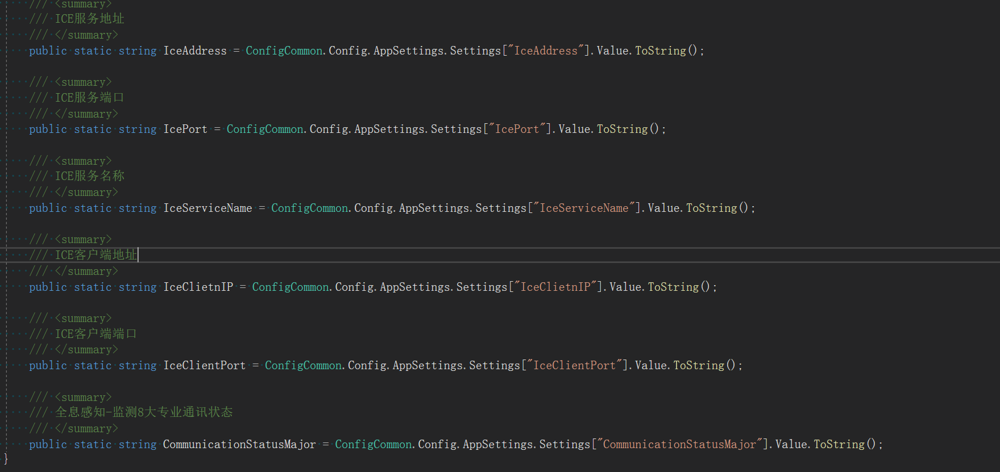 /// <summary>
/// ICE服务地址
/// </summary>
public static string IceAddress = ConfigCommon.Config.AppSettings.Settings["IceAddress"].Value.ToString();
/// <summary>
/// ICE服务端口
/// </summary>
public static string IcePort = ConfigCommon.Config.AppSettings.Settings["IcePort"].Value.ToString();
/// <summary>
/// ICE服务名称
/// </summary>
public static string IceServiceName = ConfigCommon.Config.AppSettings.Settings["IceServiceName"].Value.ToString();
/// <summary>
/// ICE客户端地址
/// </summary>
public static string IceClietnIP = ConfigCommon.Config.AppSettings.Settings["IceClietnIP"].Value.ToString();
/// <summary>
/// ICE客户端端口
/// </summary>
public static string IceClientPort = ConfigCommon.Config.AppSettings.Settings["IceClientPort"].Value.ToString();
/// <summary>
/// 全息感知-监测8大专业通讯状态
/// </summary>
public static string CommunicationStatusMajor = ConfigCommon.Config.AppSettings.Settings["CommunicationStatusMajor"].Value.ToString();
}